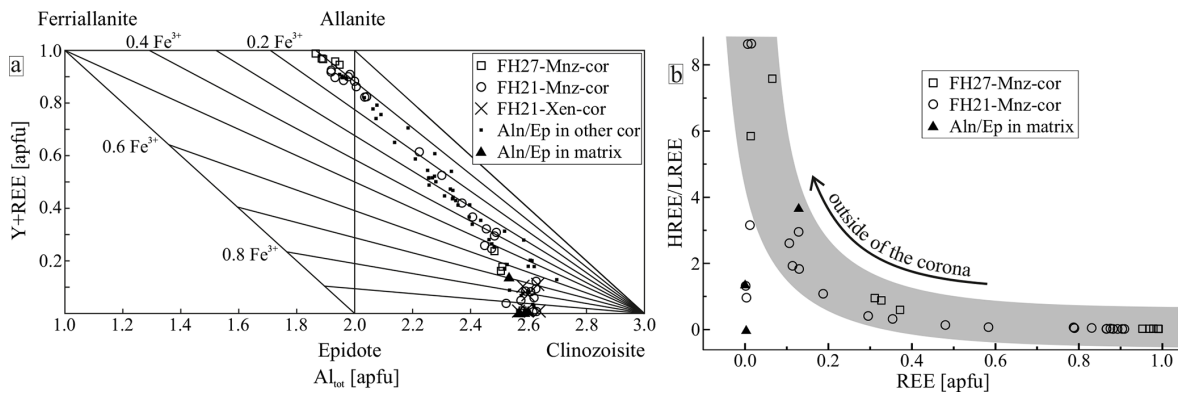 Ferriallanite
Allanite
a
0.4 Fe³⁺
0.2 Fe³⁺
0.6 Fe³⁺
0.8 Fe³⁺
1.0
0.8
0.6
0.4
0.2
Y+REE [apfu]
FH27-Mnz-cor
FH21-Mnz-cor
FH21-Xen-cor
Aln/Ep in other cor
Aln/Ep in matrix
1.0 1.2 1.4 1.6 1.8 2.0 2.2 2.4 2.6 2.8 3.0
Epidote
Clinozoisite
Al_tot [apfu]
b
8
6
4
2
0
HREE/LREE
FH27-Mnz-cor
FH21-Mnz-cor
Aln/Ep in matrix
outside of the corona
0.0 0.2 0.4 0.6 0.8 1.0
REE [apfu]